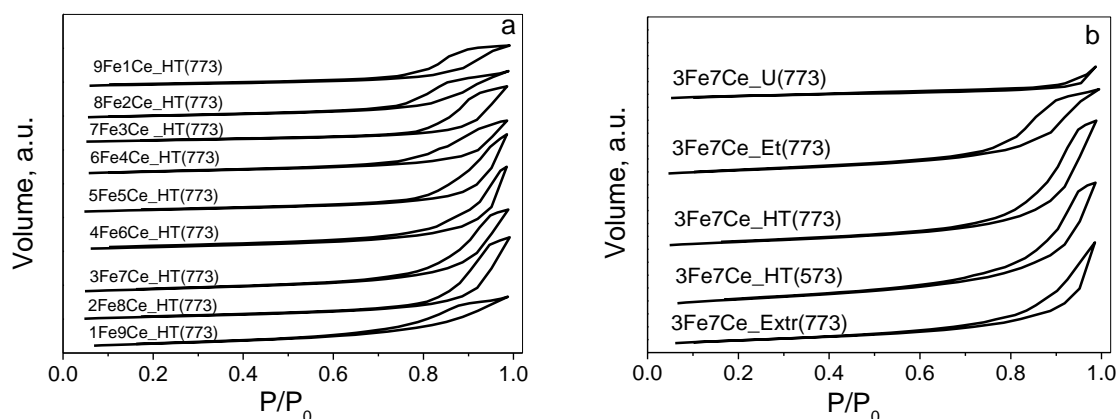 a
9Fe1Ce_HT(773)
8Fe2Ce_HT(773)
7Fe3Ce _HT(773)
6Fe4Ce_HT(773)
5Fe5Ce_HT(773)
4Fe6Ce_HT(773)
3Fe7Ce_HT(773)
2Fe8Ce_HT(773)
1Fe9Ce_HT(773)
Volume, a.u.
0.0 0.2 0.4 0.6 0.8 1.0
P/P0
b
3Fe7Ce_U(773)
3Fe7Ce_Et(773)
3Fe7Ce_HT(773)
3Fe7Ce_HT(573)
3Fe7Ce_Extr(773)
Volume, a.u.
0.0 0.2 0.4 0.6 0.8 1.0
P/P0